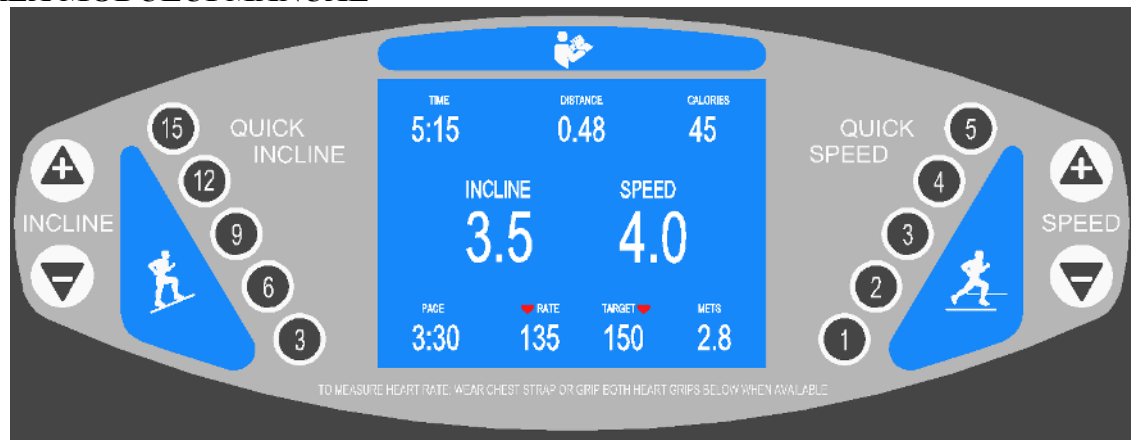 TIME DISTANCE CALORIES
5:15 0.48 45
INCLINE SPEED
3.5 4.0
PACE RATE TARGET METS
3:30 135 150 2.8
QUICK
INCLINE
15
12
9
6
3
INCLINE
QUICK
SPEED
5
4
3
2
1
SPEED
TO MEASURE HEART RATE: WEAR CHEST STRAP OR GRIP BOTH HEART GRIPS BELOW WHEN AVAILABLE